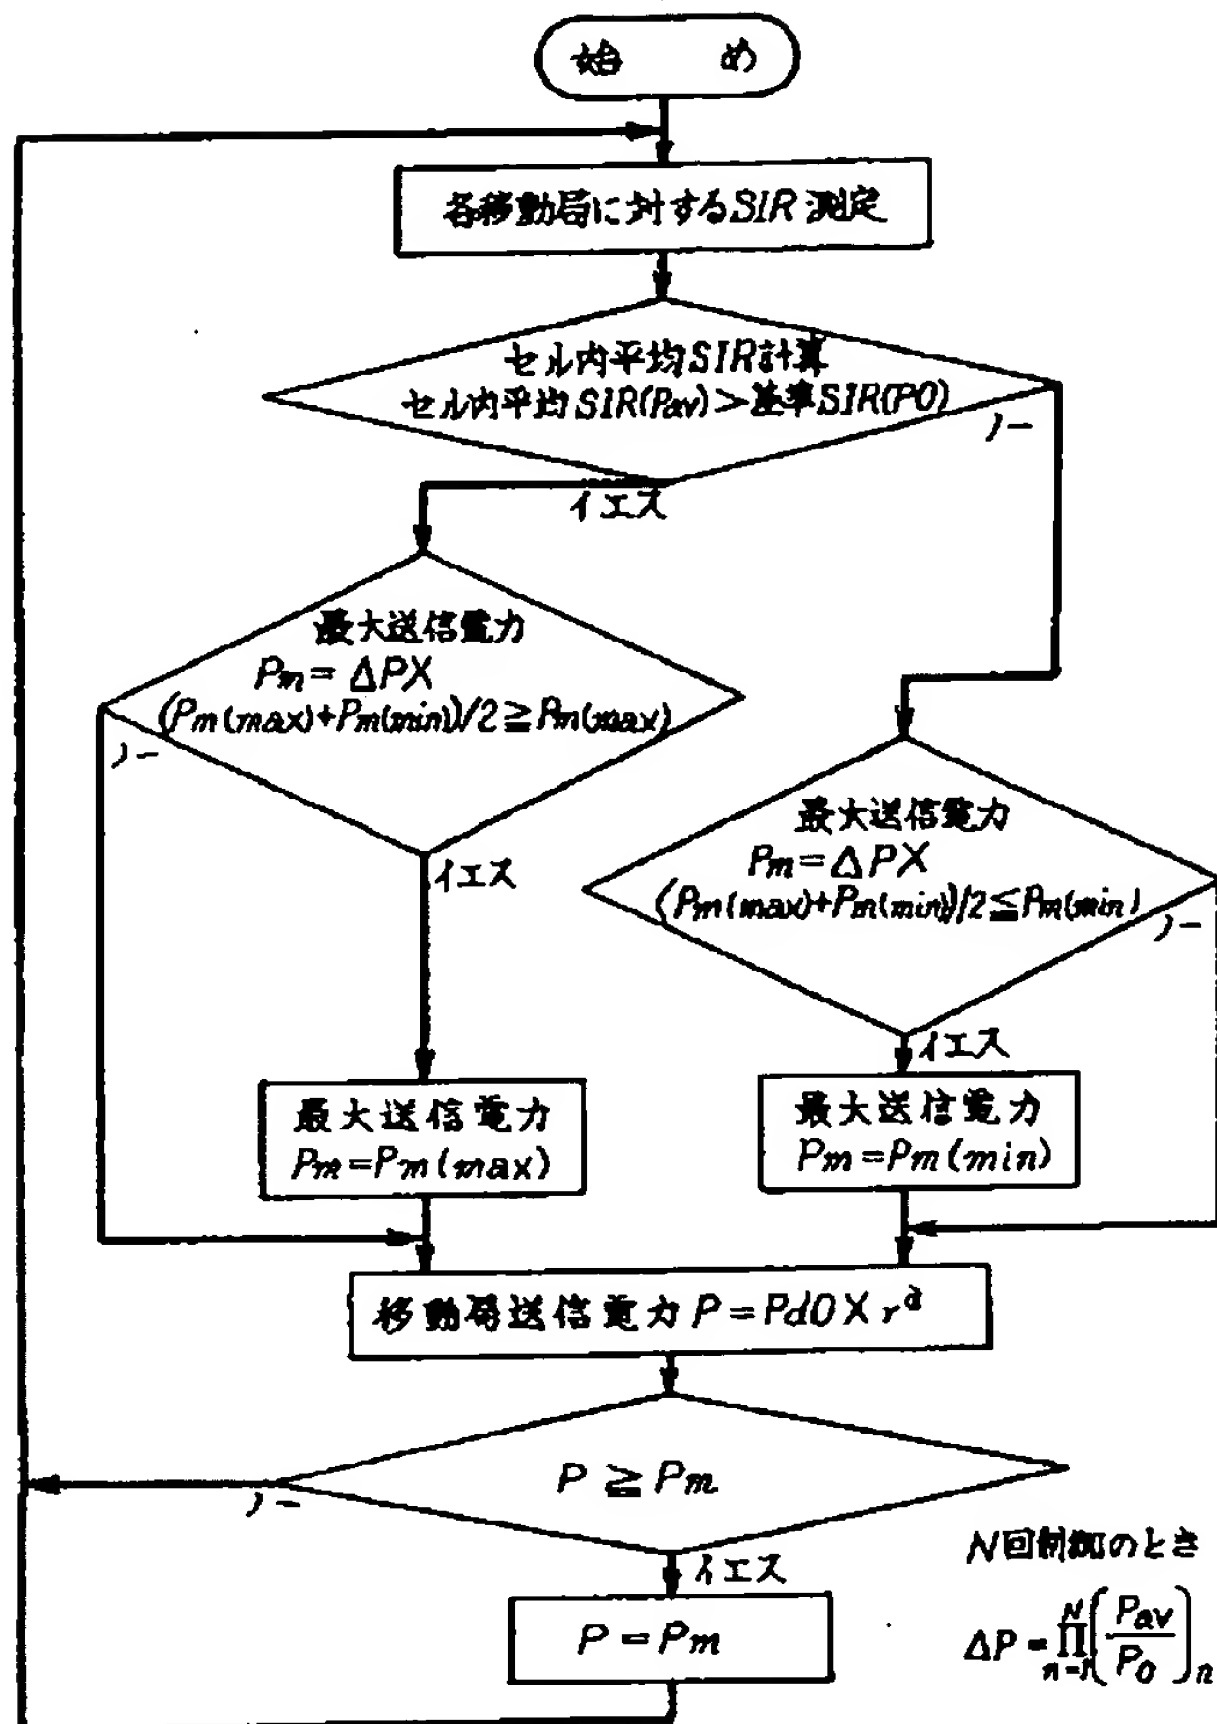 始 め
各移動局に対するSIR測定
セル内平均SIR計算
セル内平均SIR(Pav)>基準SIR(PO)
ノー
イエス
最大送信電力
Pm=ΔPX
(Pm(max)+Pm(min))/2≧Pm(max)
ノー
イエス
最大送信電力
Pm=ΔPX
(Pm(max)+Pm(min))/2≦Pm(min)
ノー
イエス
最大送信電力
Pm=Pm(max)
最大送信電力
Pm=Pm(min)
移動局送信電力 P=PdO×r^α
P≧Pm
ノー
イエス
P=Pm
N回制御のとき
ΔP=∏[n=1, N](Pav/PO)n